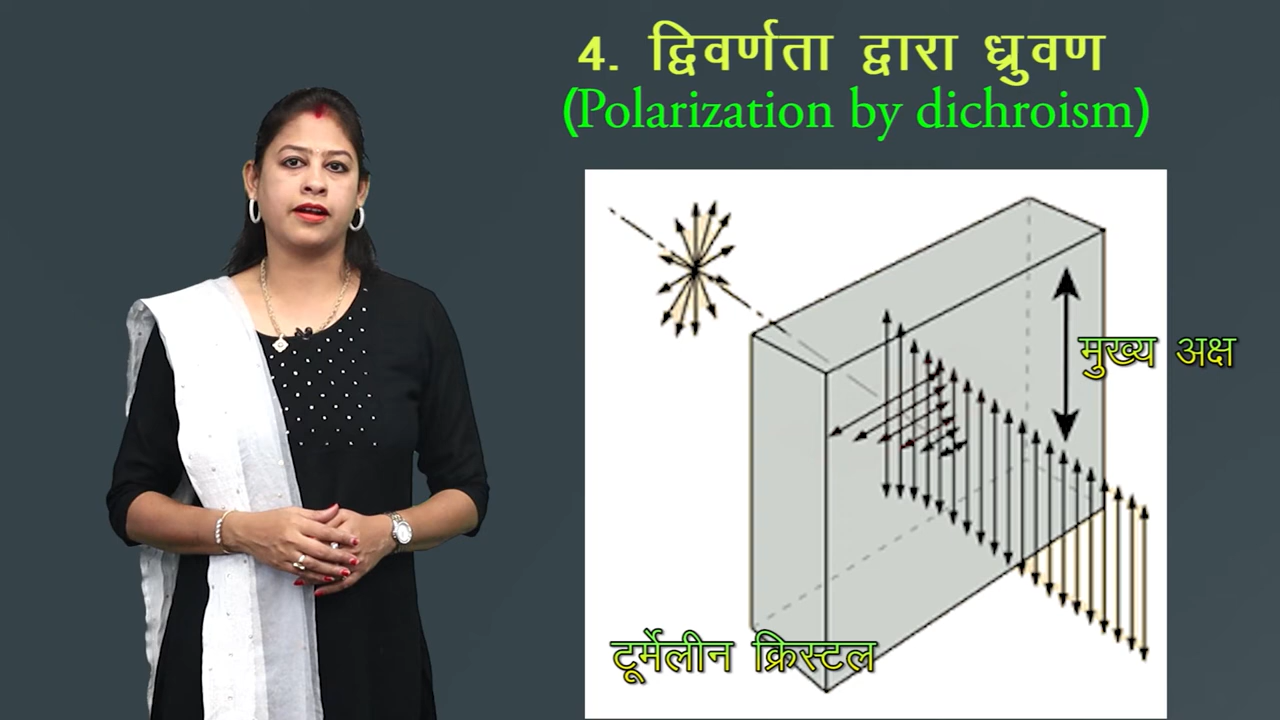 4. द्विवर्णता द्वारा ध्रुवण
(Polarization by dichroism)
मुख्य अक्ष
टूर्मेलीन क्रिस्टल